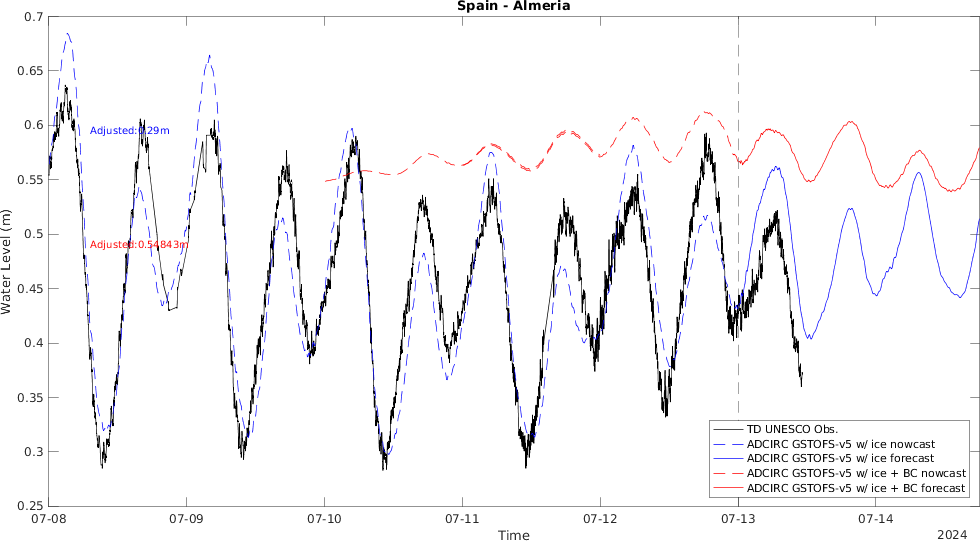 Spain - Almeria
0.7
0.65
0.6
0.55
0.5
0.45
0.4
0.35
0.3
0.25
Water Level (m)
Adjusted:0.29m
Adjusted:0.54843m
TD UNESCO Obs.
ADCIRC GSTOFS-v5 w/ ice nowcast
ADCIRC GSTOFS-v5 w/ ice forecast
ADCIRC GSTOFS-v5 w/ ice + BC nowcast
ADCIRC GSTOFS-v5 w/ ice + BC forecast
07-08 07-09 07-10 07-11 07-12 07-13 07-14
Time
2024